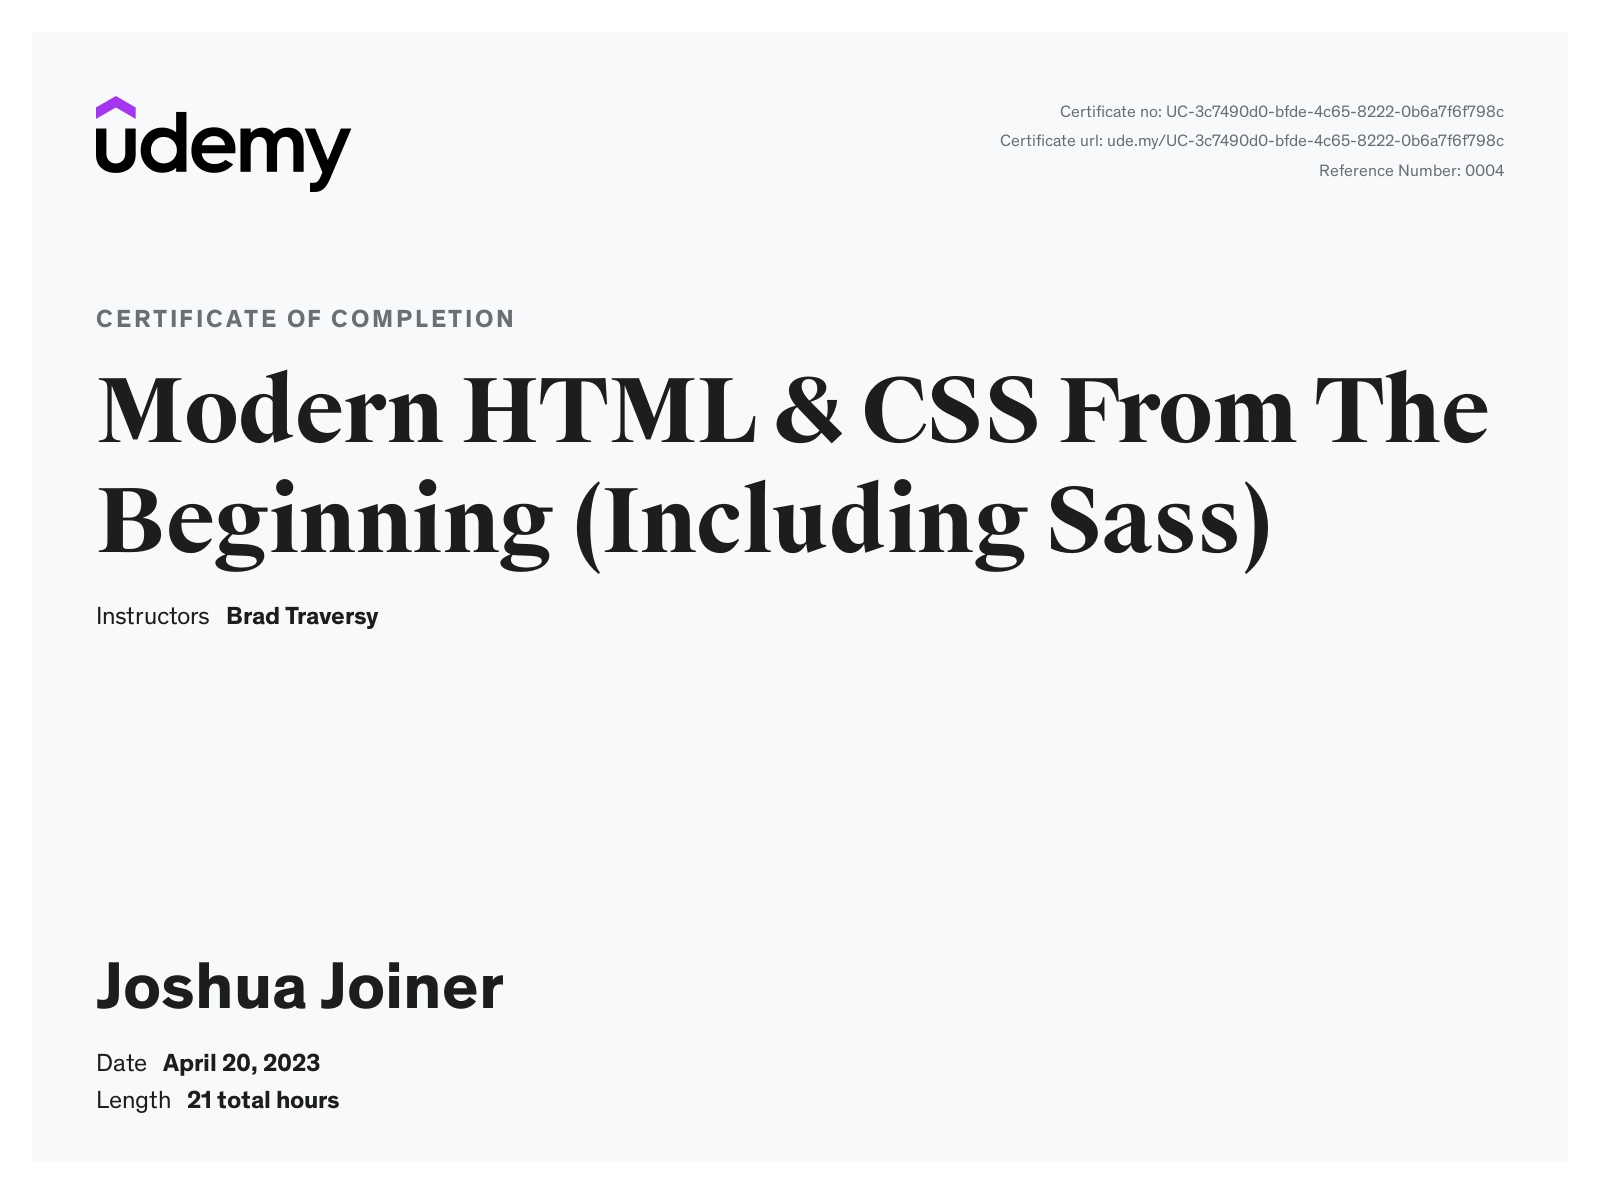 udemy
Certificate no: UC-3c7490d0-bfde-4c65-8222-0b6a7f6f798c
Certificate url: ude.my/UC-3c7490d0-bfde-4c65-8222-0b6a7f6f798c
Reference Number: 0004
CERTIFICATE OF COMPLETION
Modern HTML & CSS From The
Beginning (Including Sass)
Instructors Brad Traversy
Joshua Joiner
Date April 20, 2023
Length 21 total hours